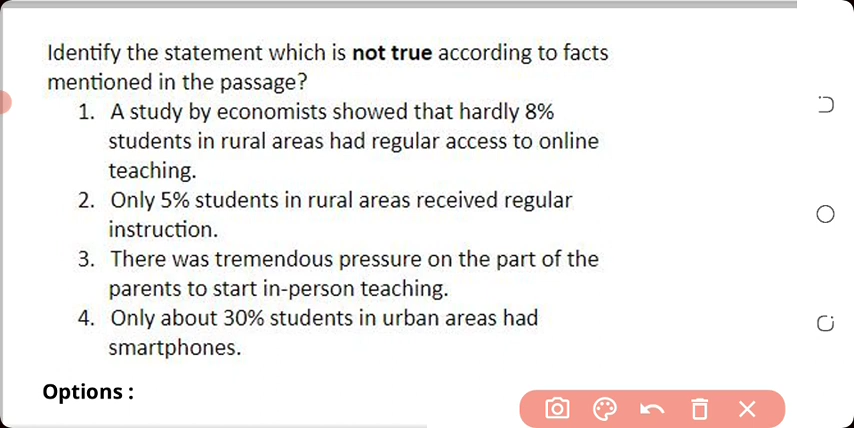 Identify the statement which is not true according to facts
mentioned in the passage?
1. A study by economists showed that hardly 8%
students in rural areas had regular access to online
teaching.
2. Only 5% students in rural areas received regular
instruction.
3. There was tremendous pressure on the part of the
parents to start in-person teaching.
4. Only about 30% students in urban areas had
smartphones.
Options :